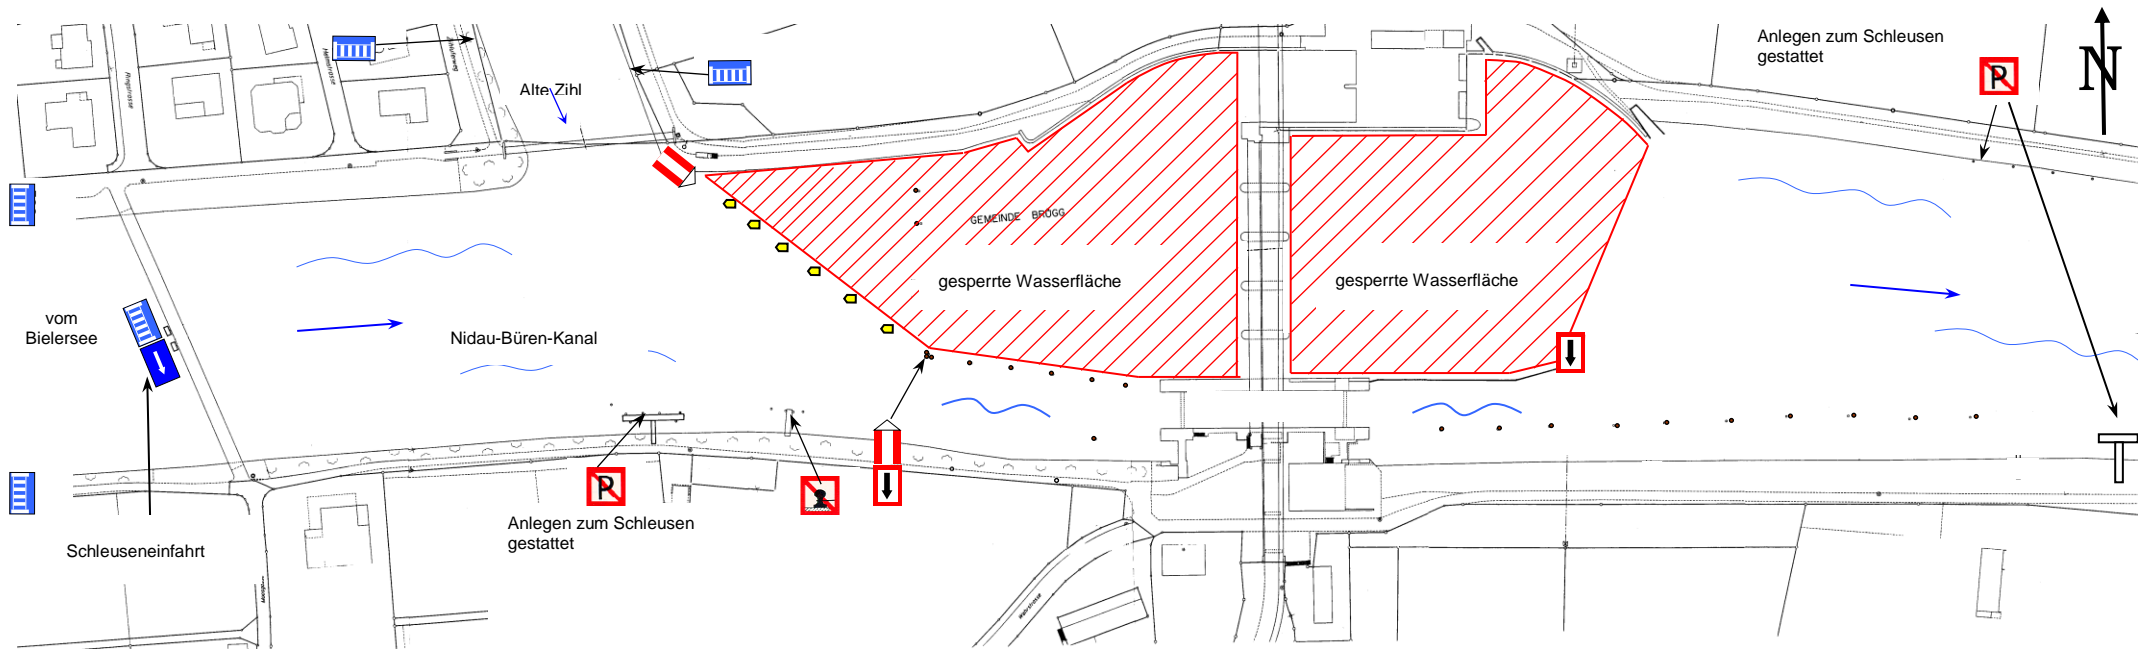 Anlegen zum Schleusen
gestattet
P
N
Alte Zihl
GEMEINDE BRÜGG
gesperrte Wasserfläche
gesperrte Wasserfläche
vom
Bielersee
Nidau-Büren-Kanal
P
Anlegen zum Schleusen
gestattet
Schleuseneinfahrt
Wehrstrasse